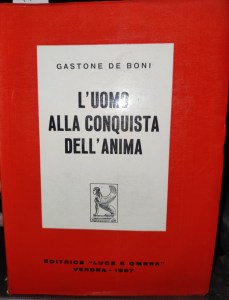 GASTONE DE BONI
L'UOMO
ALLA CONQUISTA
DELL'ANIMA
EDITRICE "LUCE E OMBRA"
VERONA - 1967